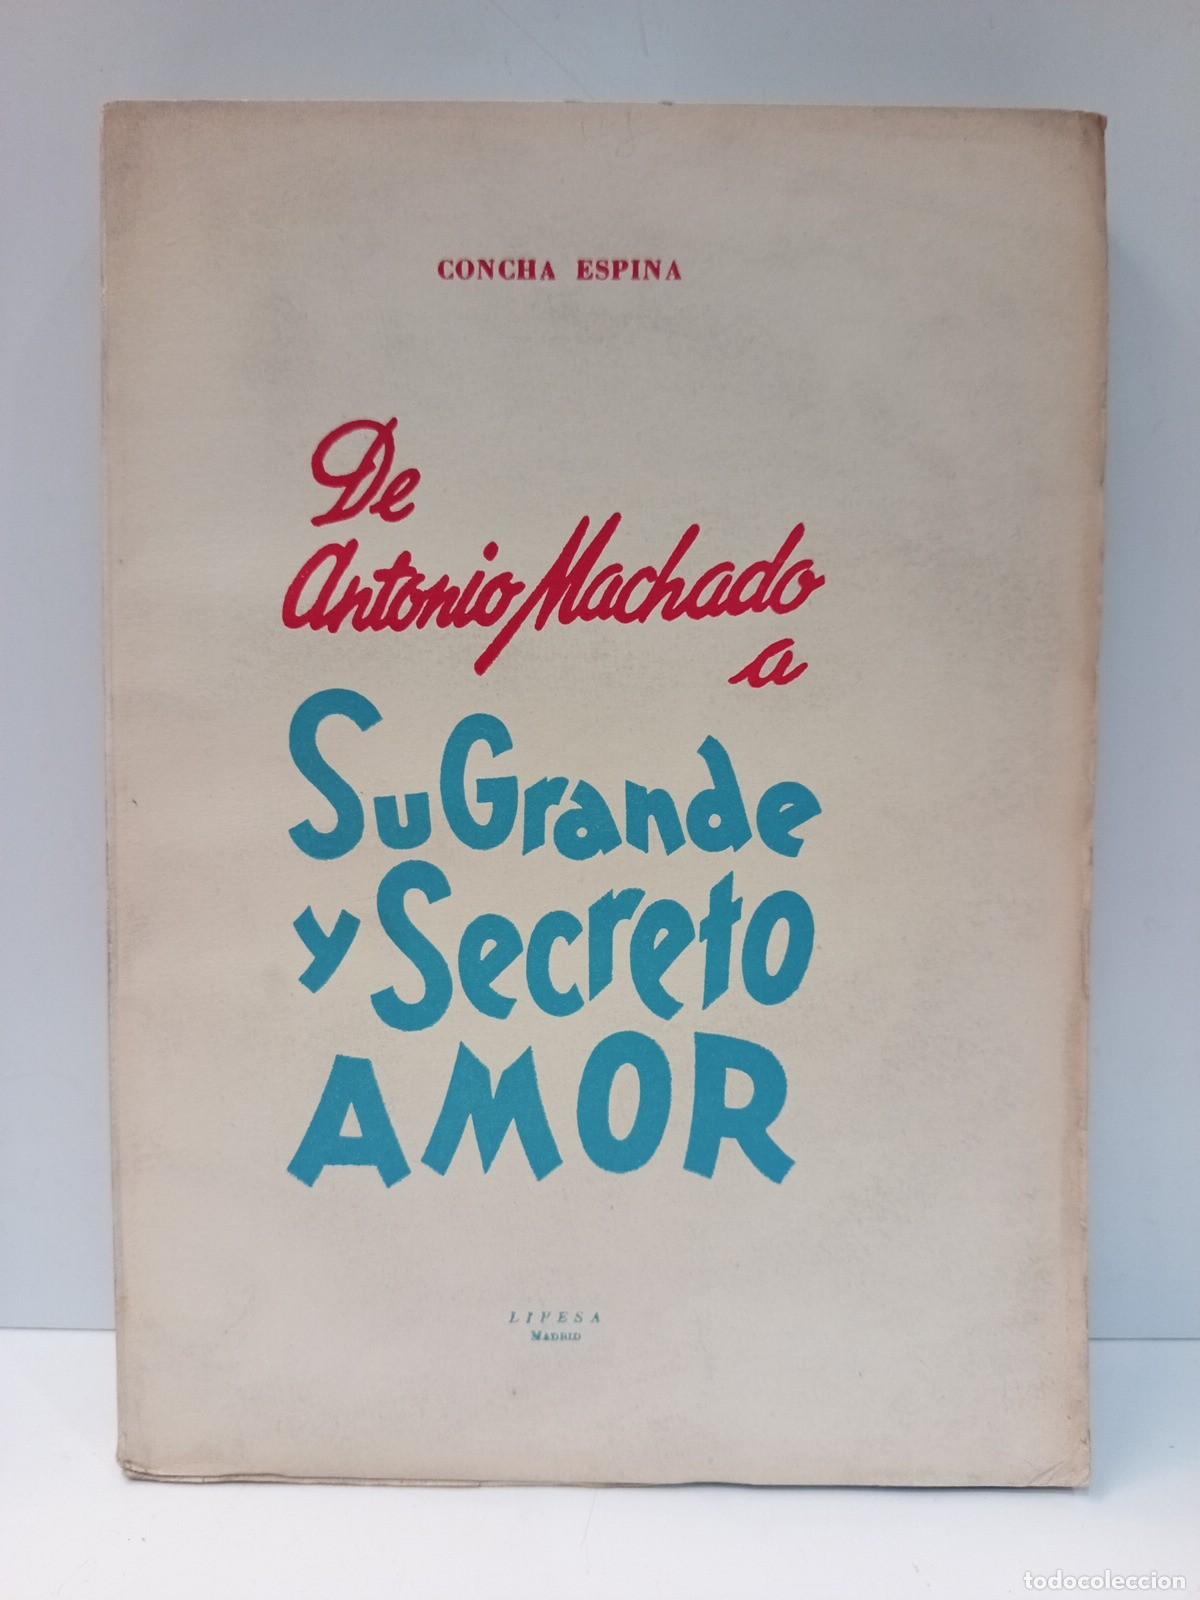 CONCHA ESPINA
De
Antonio Machado
a
Su Grande
y Secreto
AMOR
LIFESA
MADRID
todocoleccion